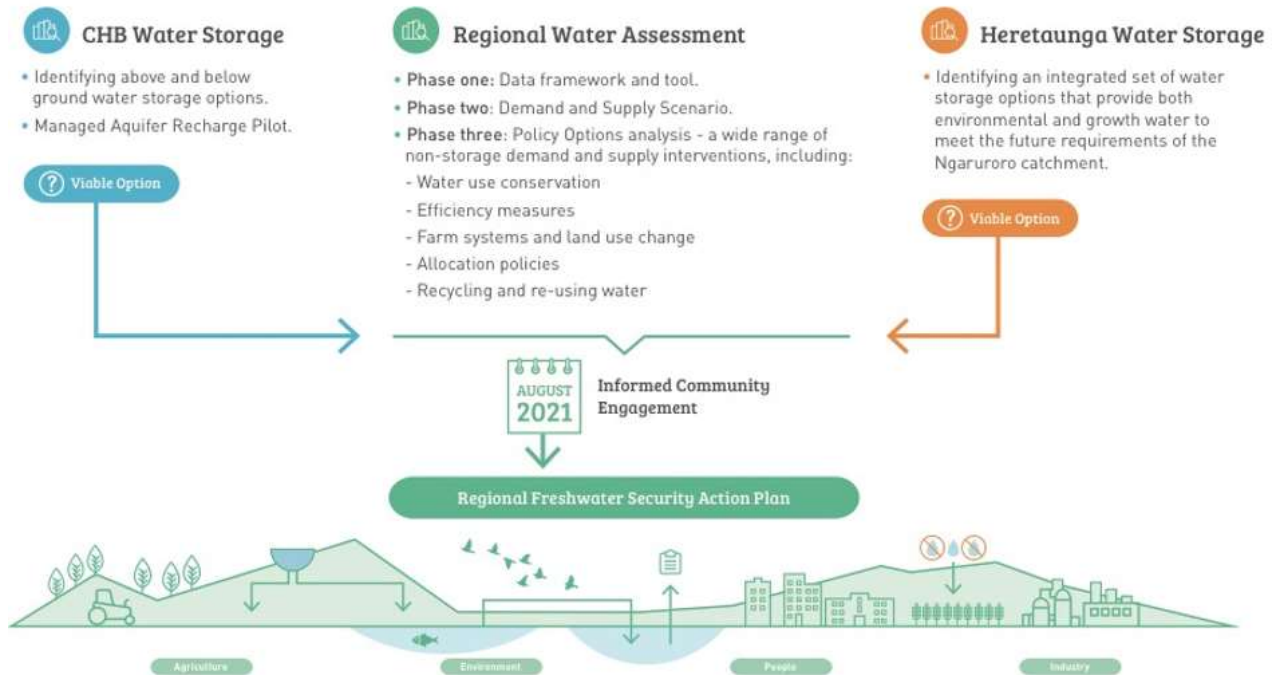 CHB Water Storage
• Identifying above and below
ground water storage options.
• Managed Aquifer Recharge Pilot.
? Viable Option
Regional Water Assessment
• Phase one: Data framework and tool.
• Phase two: Demand and Supply Scenario.
• Phase three: Policy Options analysis - a wide range of
non-storage demand and supply interventions, including:
- Water use conservation
- Efficiency measures
- Farm systems and land use change
- Allocation policies
- Recycling and re-using water
Heretaunga Water Storage
• Identifying an integrated set of water
storage options that provide both
environmental and growth water to
meet the future requirements of the
Ngaruroro catchment.
? Viable Option
AUGUST
2021
Informed Community
Engagement
Regional Freshwater Security Action Plan
Agriculture
Environment
People
Industry